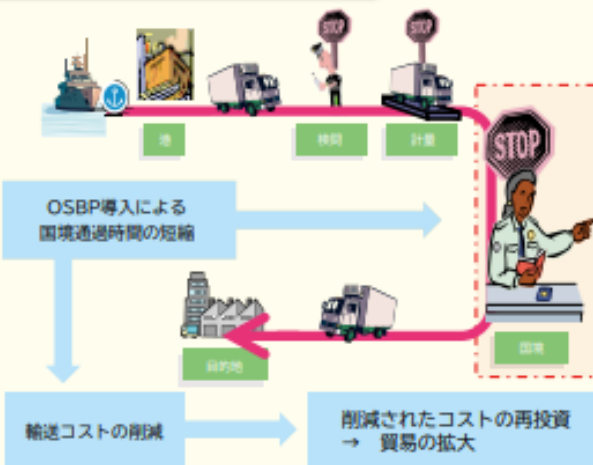 STOP
STOP
港
検問
計量
STOP
OSBP導入による
国境通過時間の短縮
国境
目的地
輸送コストの削減
削減されたコストの再投資
→ 貿易の拡大